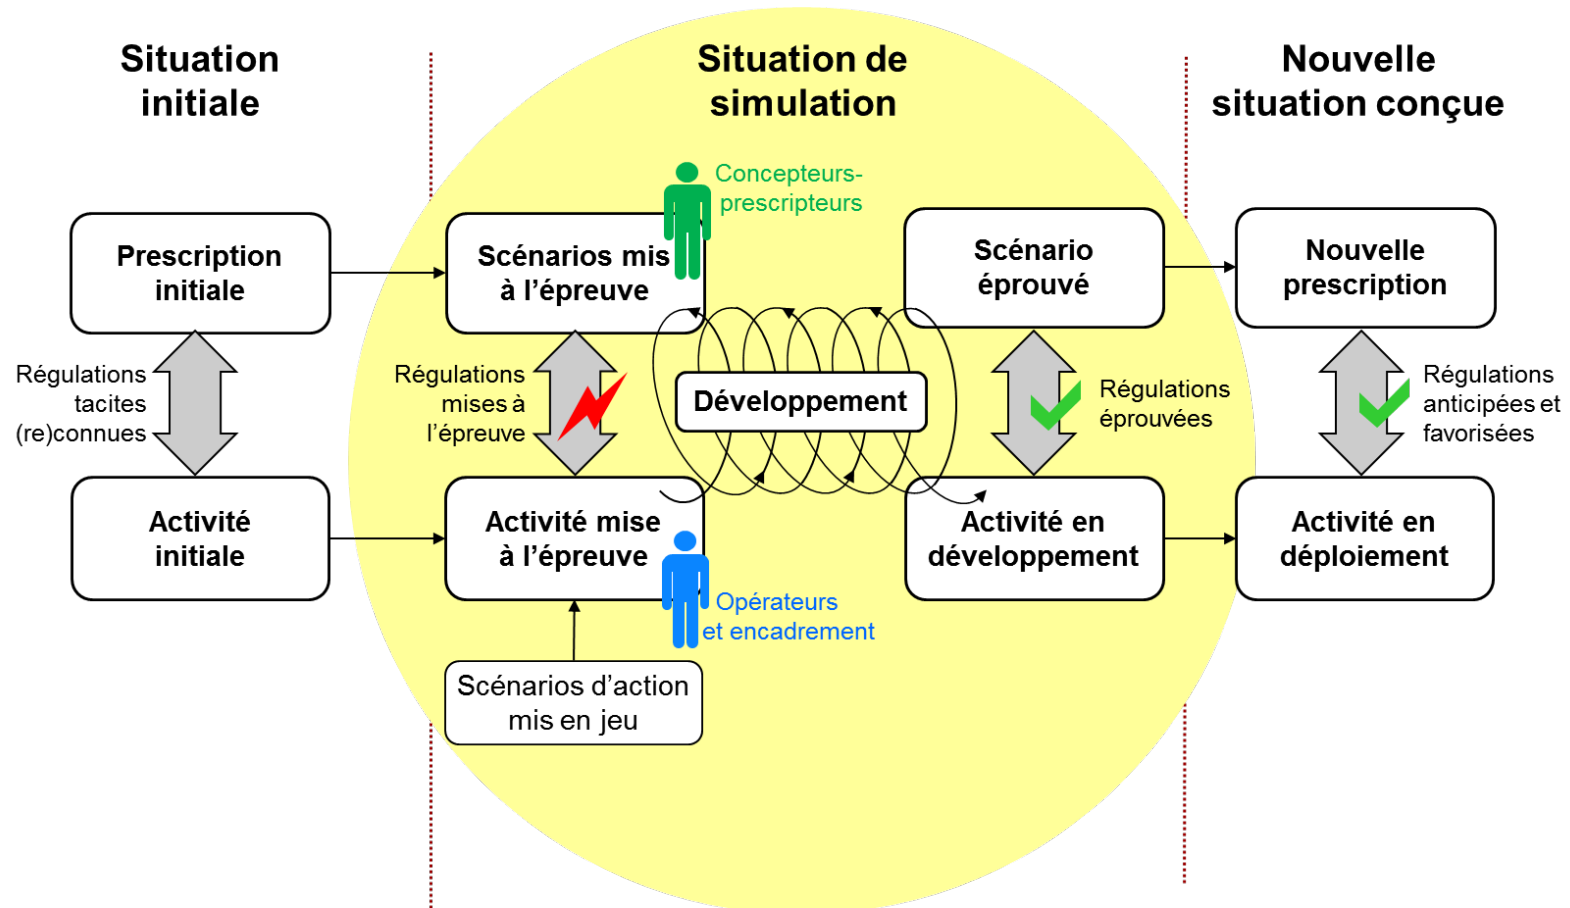 Situation
initiale
Situation de
simulation
Nouvelle
situation conçue
Concepteurs-
prescripteurs
Prescription
initiale
Scénarios mis
à l’épreuve
Scénario
éprouvé
Nouvelle
prescription
Régulations
tacites
(re)connues
Régulations
mises à
l’épreuve
Développement
Régulations
éprouvées
Régulations
anticipées et
favorisées
Activité
initiale
Activité mise
à l’épreuve
Activité en
développement
Activité en
déploiement
Opérateurs
et encadrement
Scénarios d’action
mis en jeu